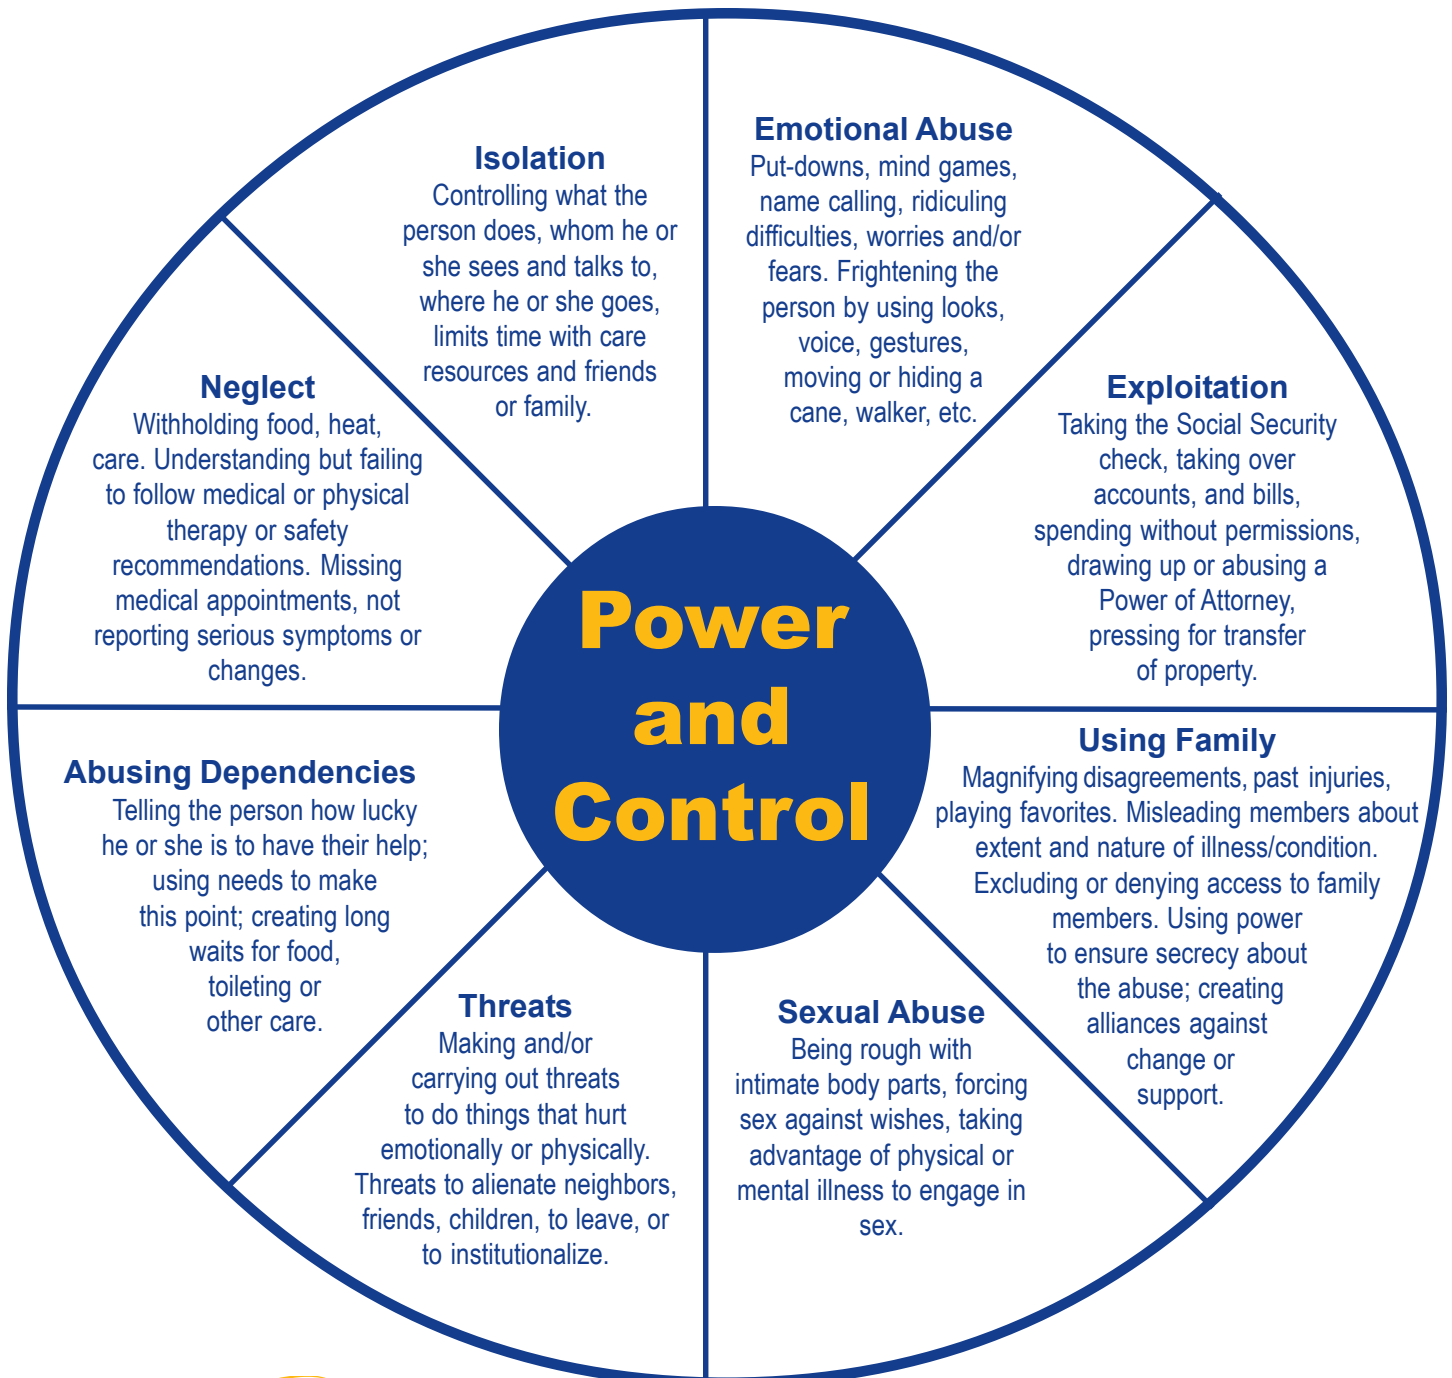 Emotional Abuse
Put-downs, mind games,
name calling, ridiculing
difficulties, worries and/or
fears. Frightening the
person by using looks,
voice, gestures,
moving or hiding a
cane, walker, etc.
Exploitation
Taking the Social Security
check, taking over
accounts, and bills,
spending without permissions,
drawing up or abusing a
Power of Attorney,
pressing for transfer
of property.
Using Family
Magnifying disagreements, past injuries,
playing favorites. Misleading members about
extent and nature of illness/condition.
Excluding or denying access to family
members. Using power
to ensure secrecy about
the abuse; creating
alliances against
change or
support.
Sexual Abuse
Being rough with
intimate body parts, forcing
sex against wishes, taking
advantage of physical or
mental illness to engage in
sex.
Threats
Making and/or
carrying out threats
to do things that hurt
emotionally or physically.
Threats to alienate neighbors,
friends, children, to leave, or
to institutionalize.
Abusing Dependencies
Telling the person how lucky
he or she is to have their help;
using needs to make
this point; creating long
waits for food,
toileting or
other care.
Neglect
Withholding food, heat,
care. Understanding but failing
to follow medical or physical
therapy or safety
recommendations. Missing
medical appointments, not
reporting serious symptoms or
changes.
Isolation
Controlling what the
person does, whom he or
she sees and talks to,
where he or she goes,
limits time with care
resources and friends
or family.
Power
and
Control